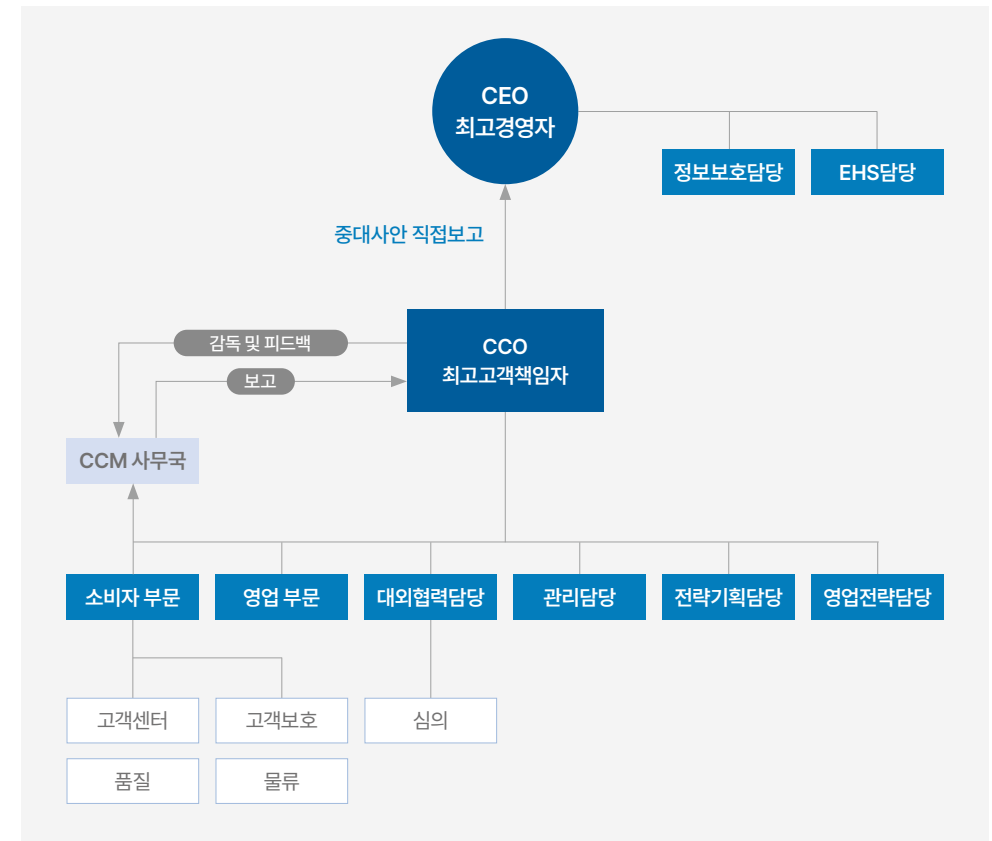 CEO
최고경영자
정보보호담당
EHS담당
중대사안 직접보고
CCO
최고고객책임자
감독 및 피드백
보고
CCM 사무국
소비자 부문
영업 부문
대외협력담당
관리담당
전략기획담당
영업전략담당
고객센터
고객보호
심의
품질
물류